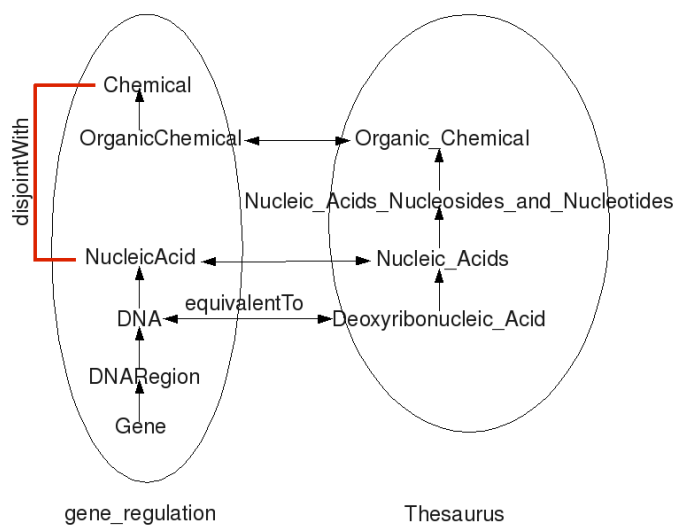 Chemical
OrganicChemical
Organic_Chemical
disjointWith
Nucleic_Acids_Nucleosides_and_Nucleotides
NucleicAcid
Nucleic_Acids
equivalentTo
DNA
Deoxyribonucleic_Acid
DNARegion
Gene
gene_regulation
Thesaurus